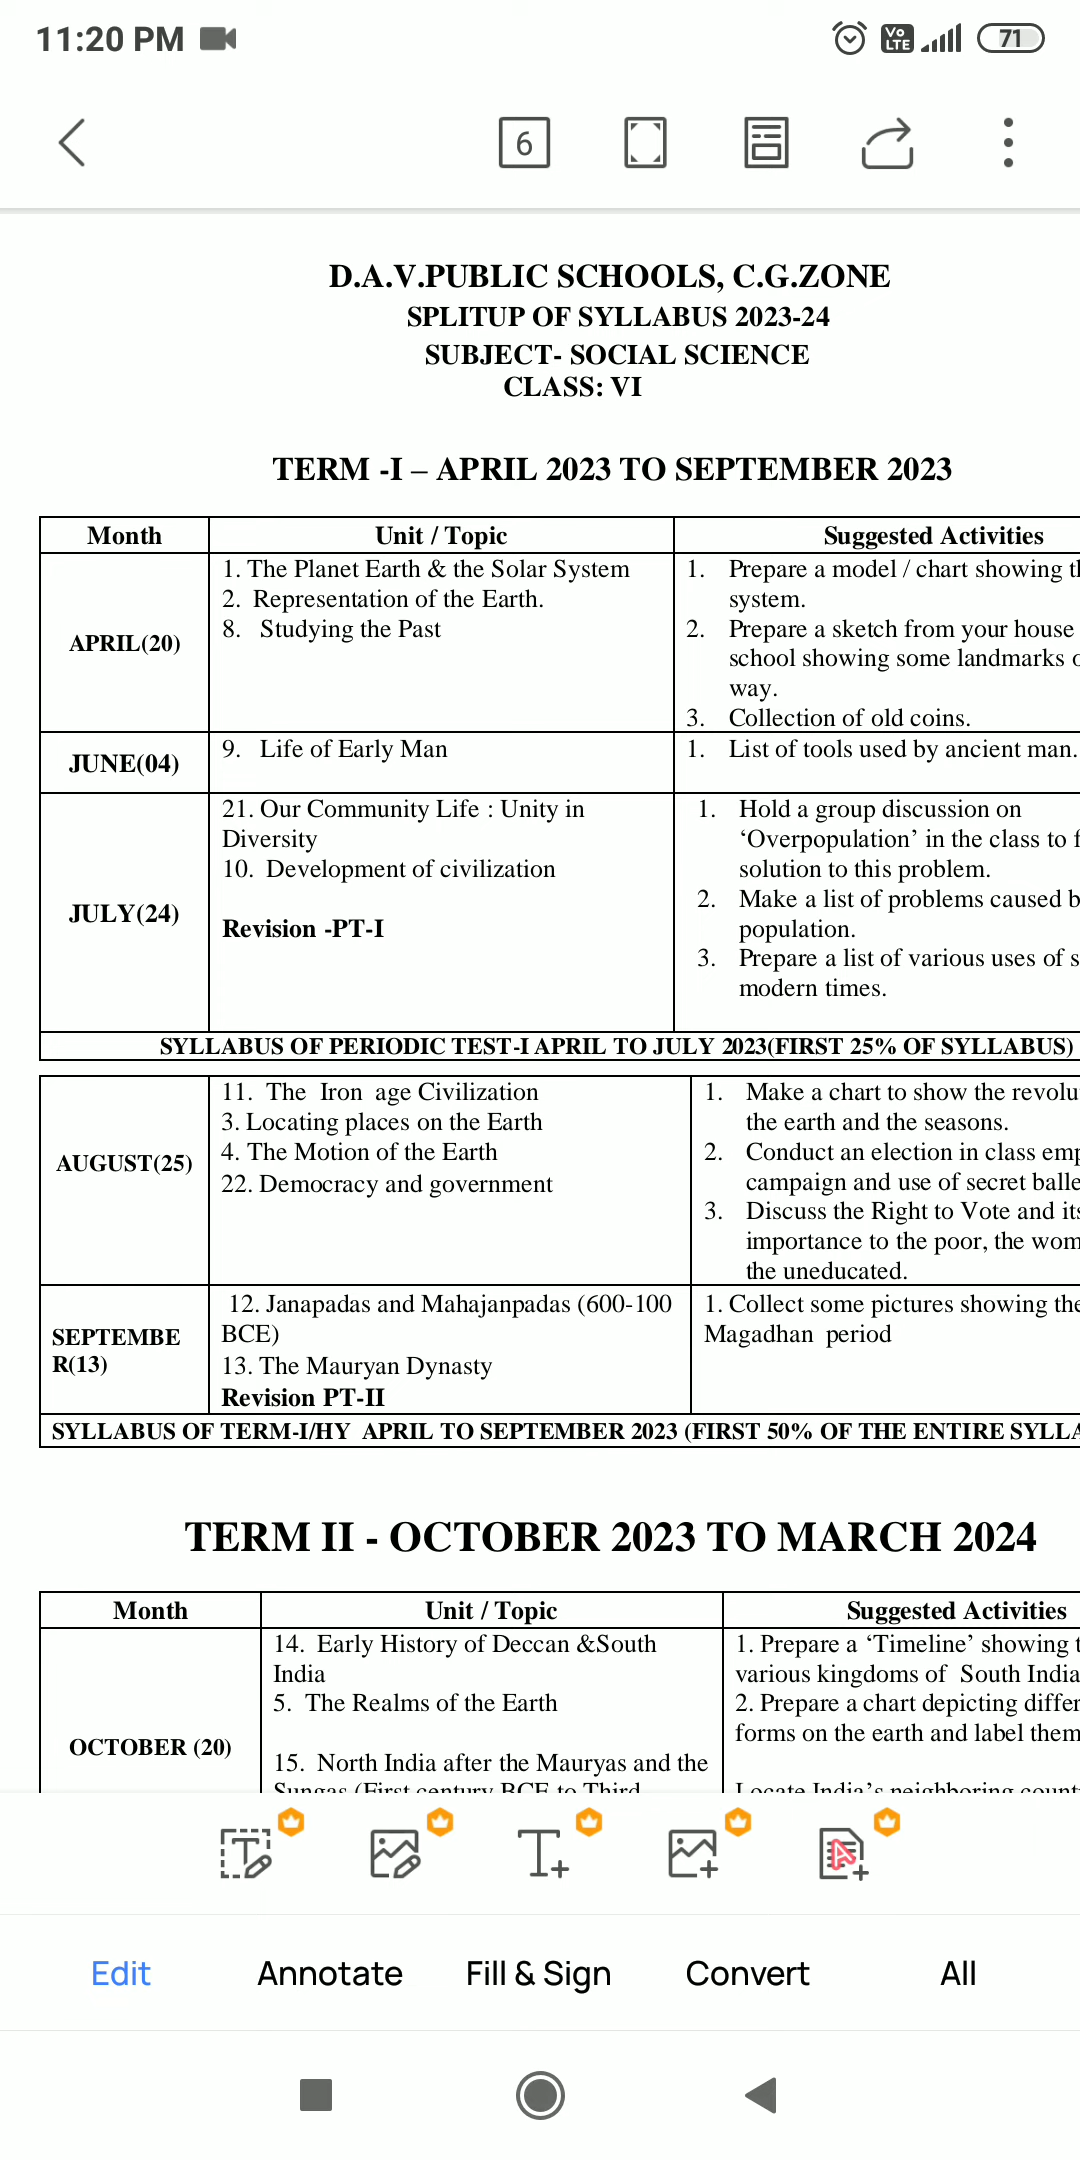 11:20 PM
Vo LTE
71
6
D.A.V.PUBLIC SCHOOLS, C.G.ZONE
SPLITUP OF SYLLABUS 2023-24
SUBJECT- SOCIAL SCIENCE
CLASS: VI
TERM -I – APRIL 2023 TO SEPTEMBER 2023
Month
Unit / Topic
Suggested Activities
APRIL(20)
1. The Planet Earth & the Solar System
2. Representation of the Earth.
8. Studying the Past
1. Prepare a model / chart showing
system.
2. Prepare a sketch from your house
school showing some landmarks
way.
3. Collection of old coins.
JUNE(04)
9. Life of Early Man
1. List of tools used by ancient man.
JULY(24)
21. Our Community Life : Unity in
Diversity
10. Development of civilization
Revision -PT-I
1. Hold a group discussion on
‘Overpopulation’ in the class to
solution to this problem.
2. Make a list of problems caused
population.
3. Prepare a list of various uses of
modern times.
SYLLABUS OF PERIODIC TEST-I APRIL TO JULY 2023(FIRST 25% OF SYLLABUS)
AUGUST(25)
11. The Iron age Civilization
3. Locating places on the Earth
4. The Motion of the Earth
22. Democracy and government
1. Make a chart to show the
the earth and the seasons.
2. Conduct an election in class
campaign and use of secret
3. Discuss the Right to Vote and
importance to the poor, the
the uneducated.
SEPTEMBE
R(13)
12. Janapadas and Mahajanpadas (600-100
BCE)
13. The Mauryan Dynasty
Revision PT-II
1. Collect some pictures showing the
Magadhan period
SYLLABUS OF TERM-I/HY APRIL TO SEPTEMBER 2023 (FIRST 50% OF THE ENTIRE
TERM II - OCTOBER 2023 TO MARCH 2024
Month
Unit / Topic
Suggested Activities
OCTOBER (20)
14. Early History of Deccan &South
India
5. The Realms of the Earth
15. North India after the Mauryas and the
Sungas (First century BCE to Third
1. Prepare a ‘Timeline’ showing
various kingdoms of South India
2. Prepare a chart depicting
forms on the earth and label them
Locate India’s neighboring
Edit
Annotate
Fill & Sign
Convert
All